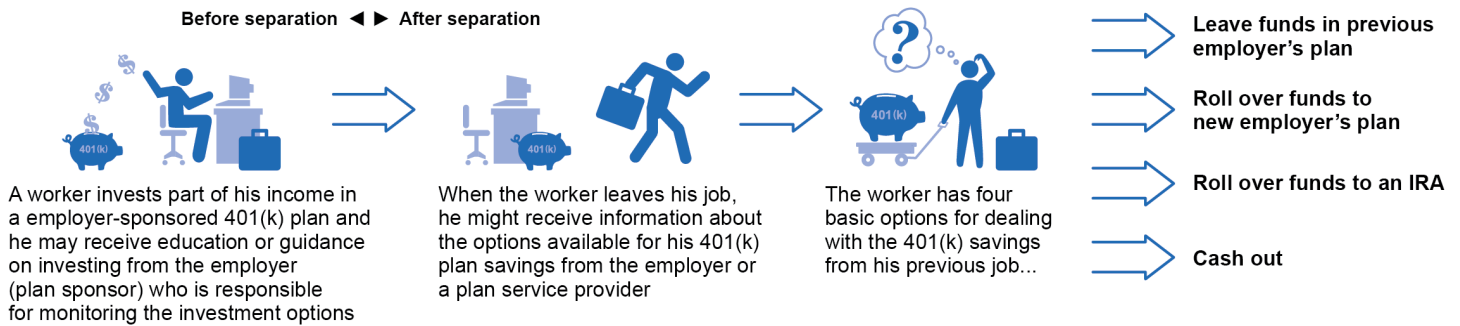 Before separation ◄ ► After separation
$
$
$
401(k)
A worker invests part of his income in
a employer-sponsored 401(k) plan and
he may receive education or guidance
on investing from the employer
(plan sponsor) who is responsible
for monitoring the investment options
When the worker leaves his job,
he might receive information about
the options available for his 401(k)
plan savings from the employer or
a plan service provider
401(k)
?
401(k)
The worker has four
basic options for dealing
with the 401(k) savings
from his previous job...
Leave funds in previous
employer’s plan
Roll over funds to
new employer’s plan
Roll over funds to an IRA
Cash out